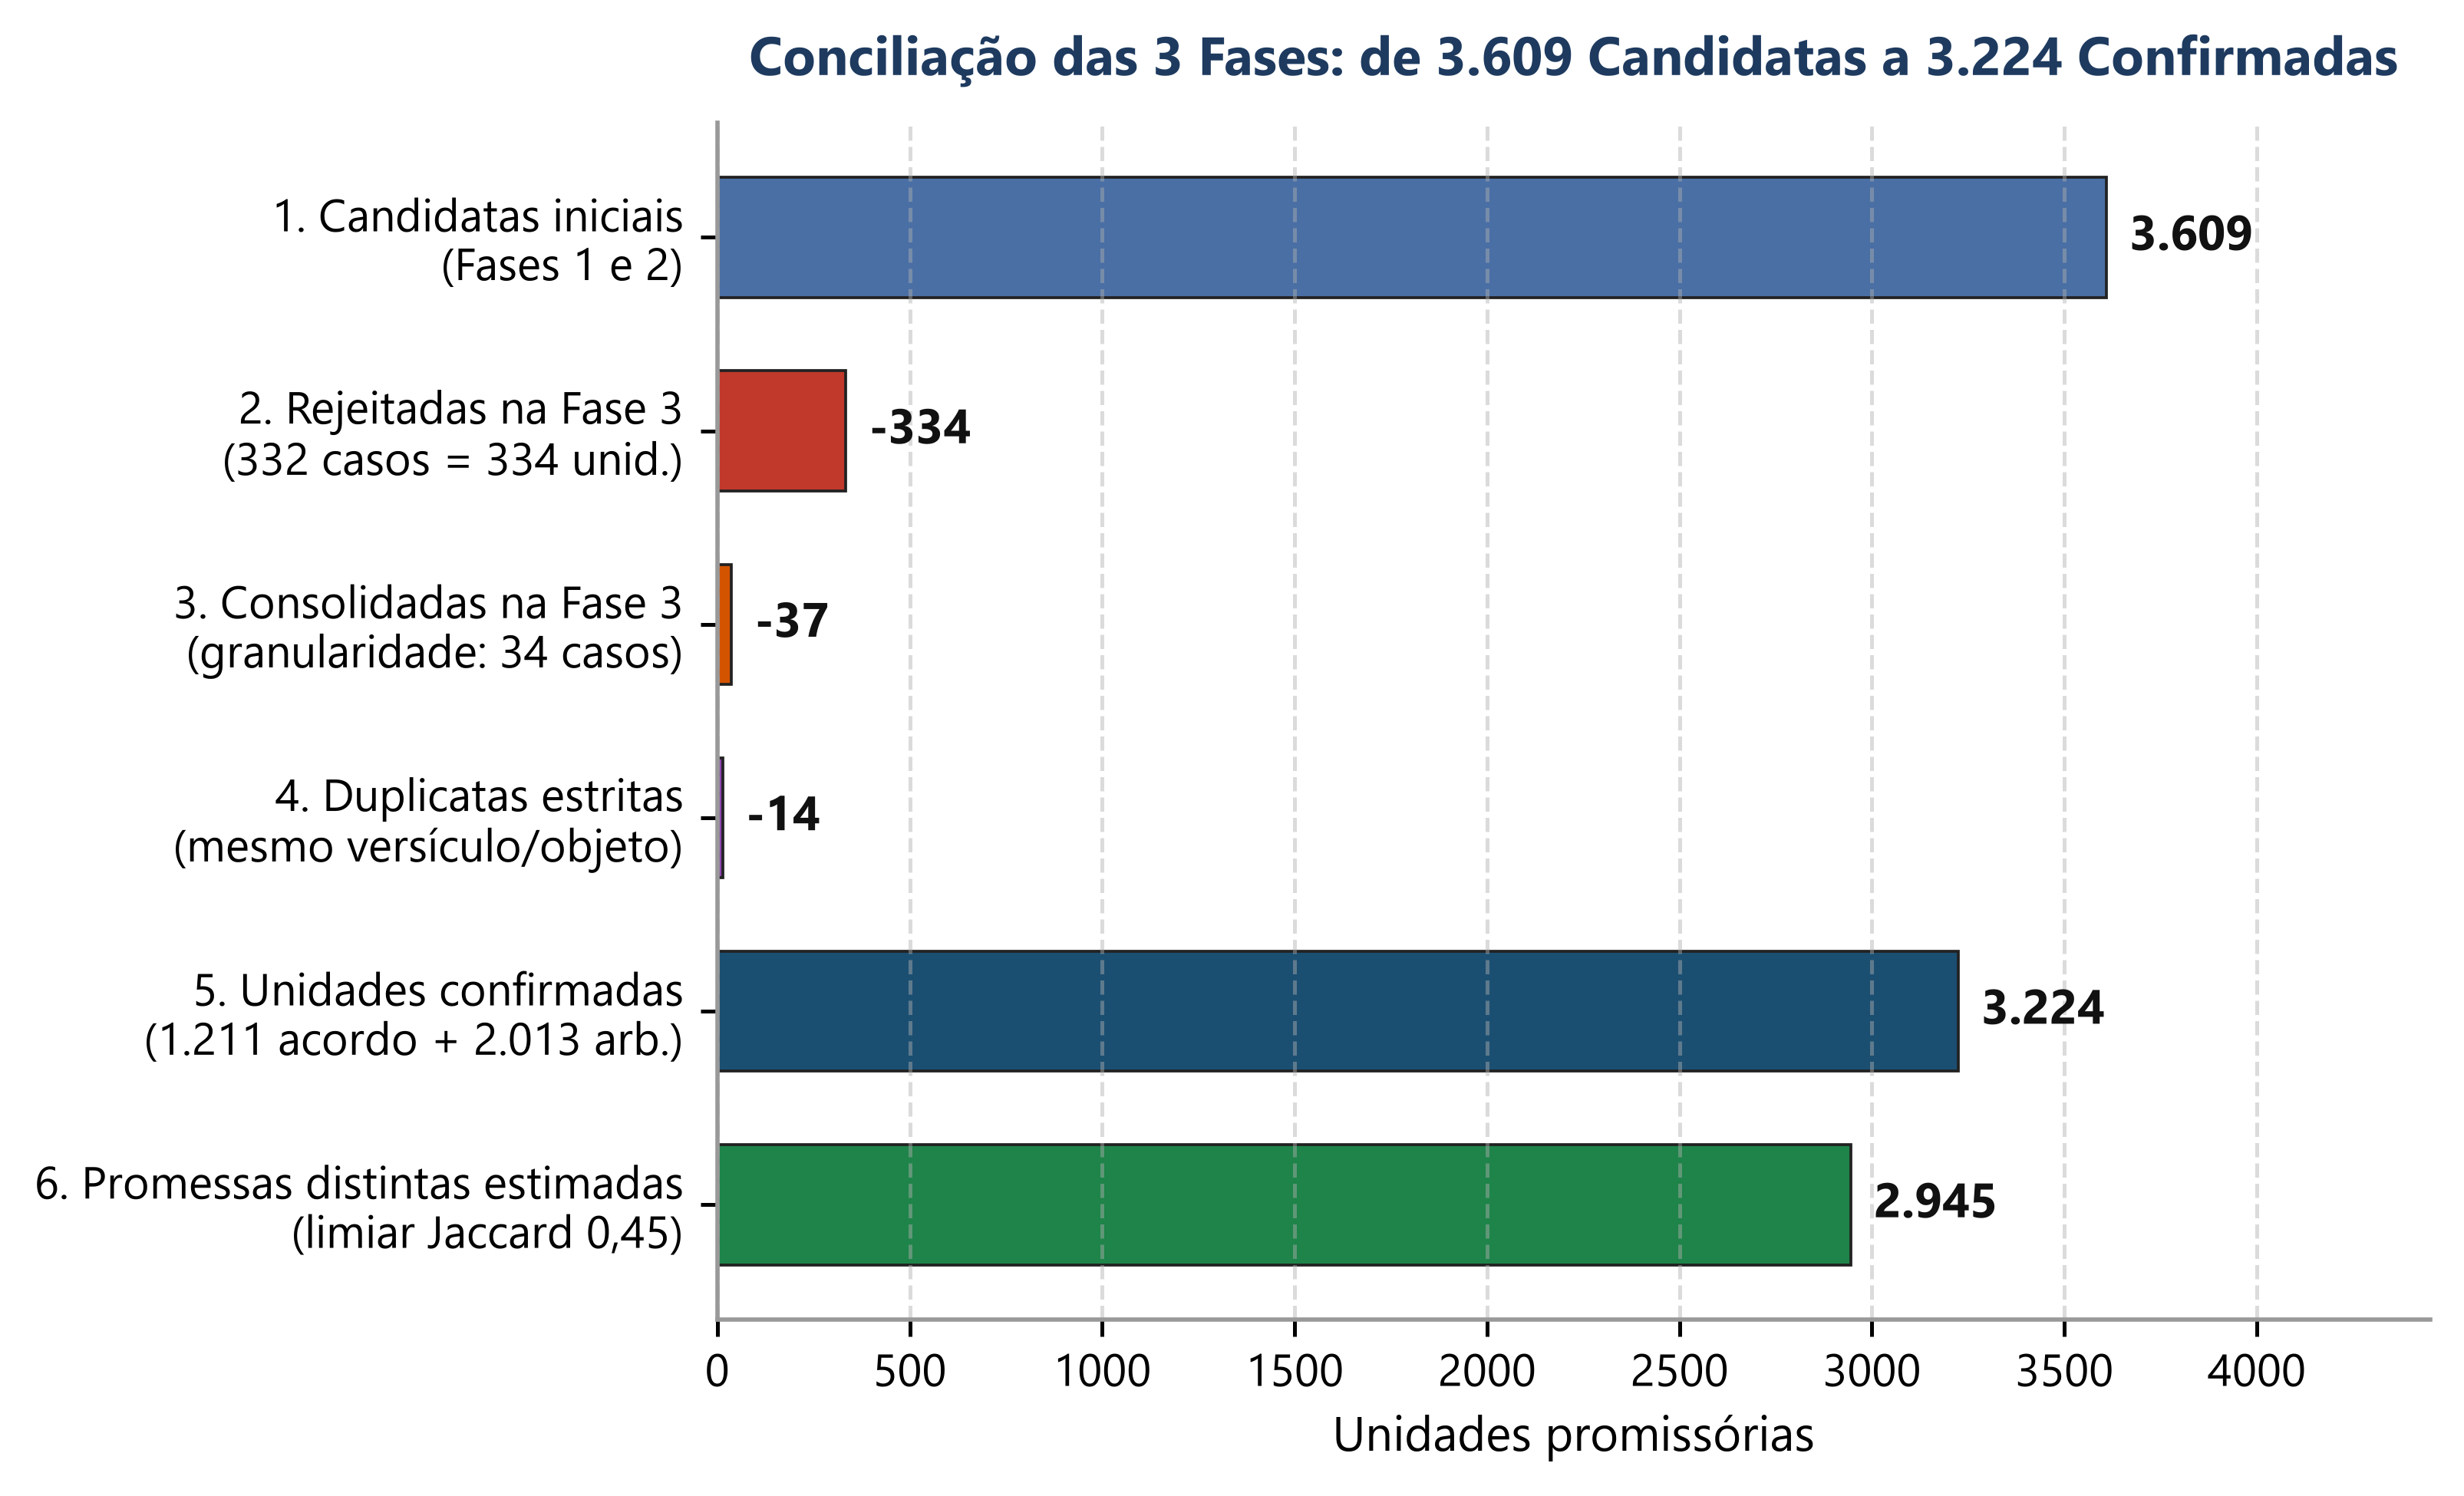 Conciliação das 3 Fases: de 3.609 Candidatas a 3.224 Confirmadas
1. Candidatas iniciais
(Fases 1 e 2)
3.609
2. Rejeitadas na Fase 3
(332 casos = 334 unid.)
-334
3. Consolidadas na Fase 3
(granularidade: 34 casos)
-37
4. Duplicatas estritas
(mesmo versículo/objeto)
-14
5. Unidades confirmadas
(1.211 acordo + 2.013 arb.)
3.224
6. Promessas distintas estimadas
(limiar Jaccard 0,45)
2.945
0 500 1000 1500 2000 2500 3000 3500 4000
Unidades promissórias